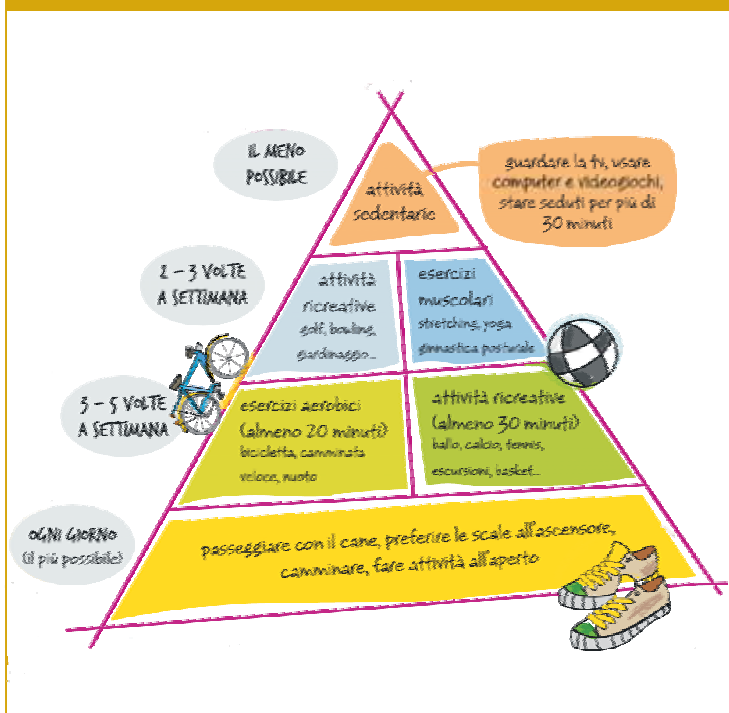 IL MENO
POSSIBILE
attività
sedentarie
guardare la tv, usare
computer e videogiochi,
stare seduti per più di
30 minuti
2 – 3 VOLTE
A SETTIMANA
attività
ricreative
golf, bowling,
giardinaggio...
esercizi
muscolari
stretching, yoga
ginnastica posturale
3 – 5 VOLTE
A SETTIMANA
esercizi aerobici
(almeno 20 minuti)
bicicletta, camminata
veloce, nuoto
attività ricreative
(almeno 30 minuti)
ballo, calcio, tennis,
escursioni, basket...
OGNI GIORNO
(il più possibile)
passeggiare con il cane, preferire le scale all'ascensore,
camminare, fare attività all'aperto